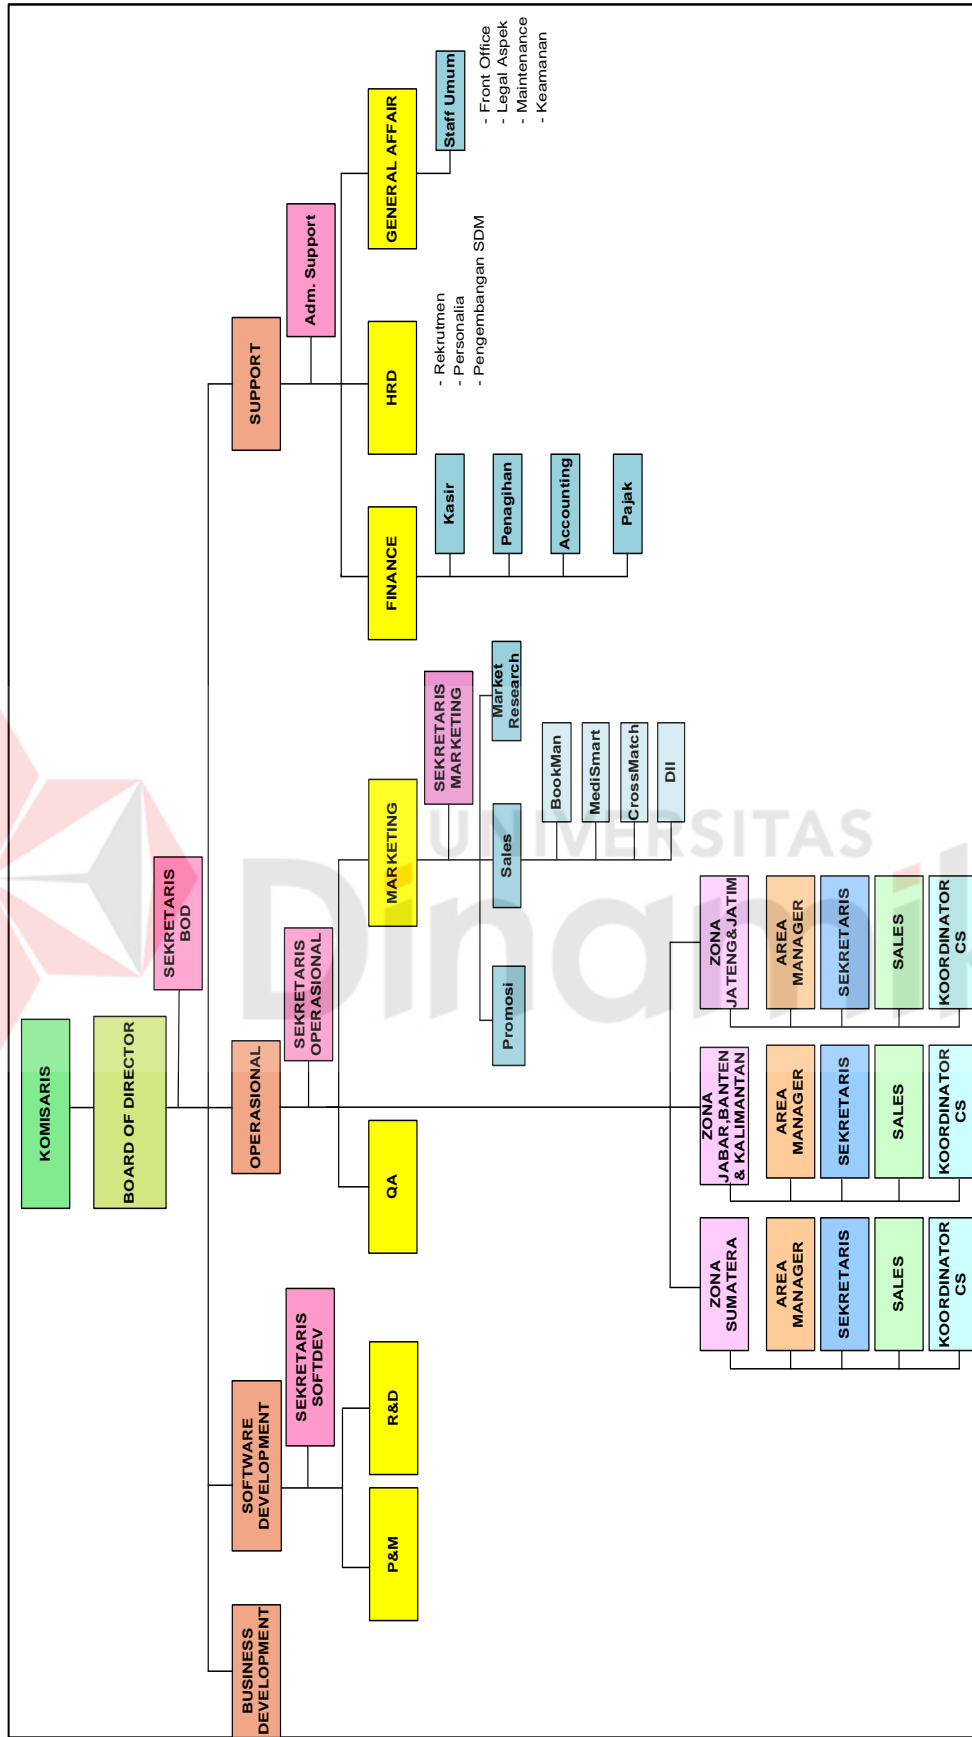 KOMISARIS
BOARD OF DIRECTOR
SEKRETARIS
BOD
BUSINESS
DEVELOPMENT
SOFTWARE
DEVELOPMENT
OPERASIONAL
SUPPORT
SEKRETARIS
SOFTDEV
SEKRETARIS
OPERASIONAL
Adm. Support
P&M
R&D
QA
MARKETING
FINANCE
HRD
GENERAL AFFAIR
SEKRETARIS
MARKETING
Promosi
Sales
Market
Research
BookMan
MediSmart
CrossMatch
Dll
Kasir
Penagihan
Accounting
Pajak
- Rekrutmen
- Personalia
- Pengembangan SDM
Staff Umum
- Front Office
- Legal Aspek
- Maintenance
- Keamanan
ZONA
SUMATERA
AREA
MANAGER
SEKRETARIS
SALES
KOORDINATOR
CS
ZONA
JABAR,BANTEN
& KALIMANTAN
AREA
MANAGER
SEKRETARIS
SALES
KOORDINATOR
CS
ZONA
JATENG&JATIM
AREA
MANAGER
SEKRETARIS
SALES
KOORDINATOR
CS
UNIVERSITAS
Dinamik